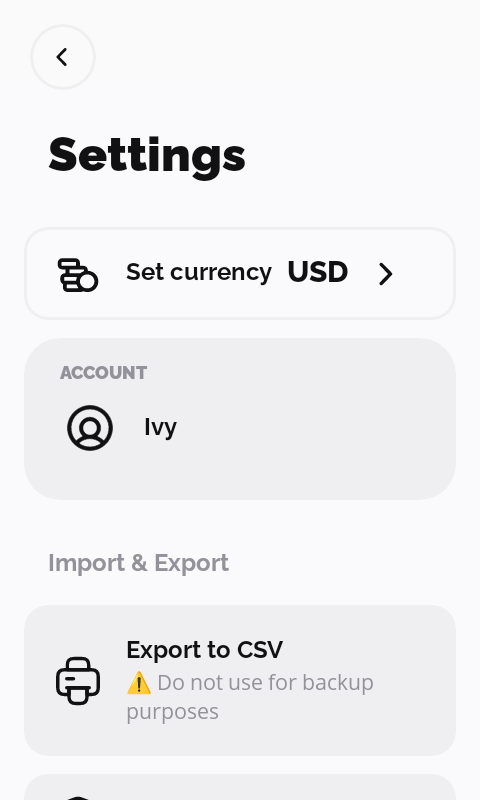 Settings
Set currency USD
ACCOUNT
Ivy
Import & Export
Export to CSV
⚠️ Do not use for backup
purposes